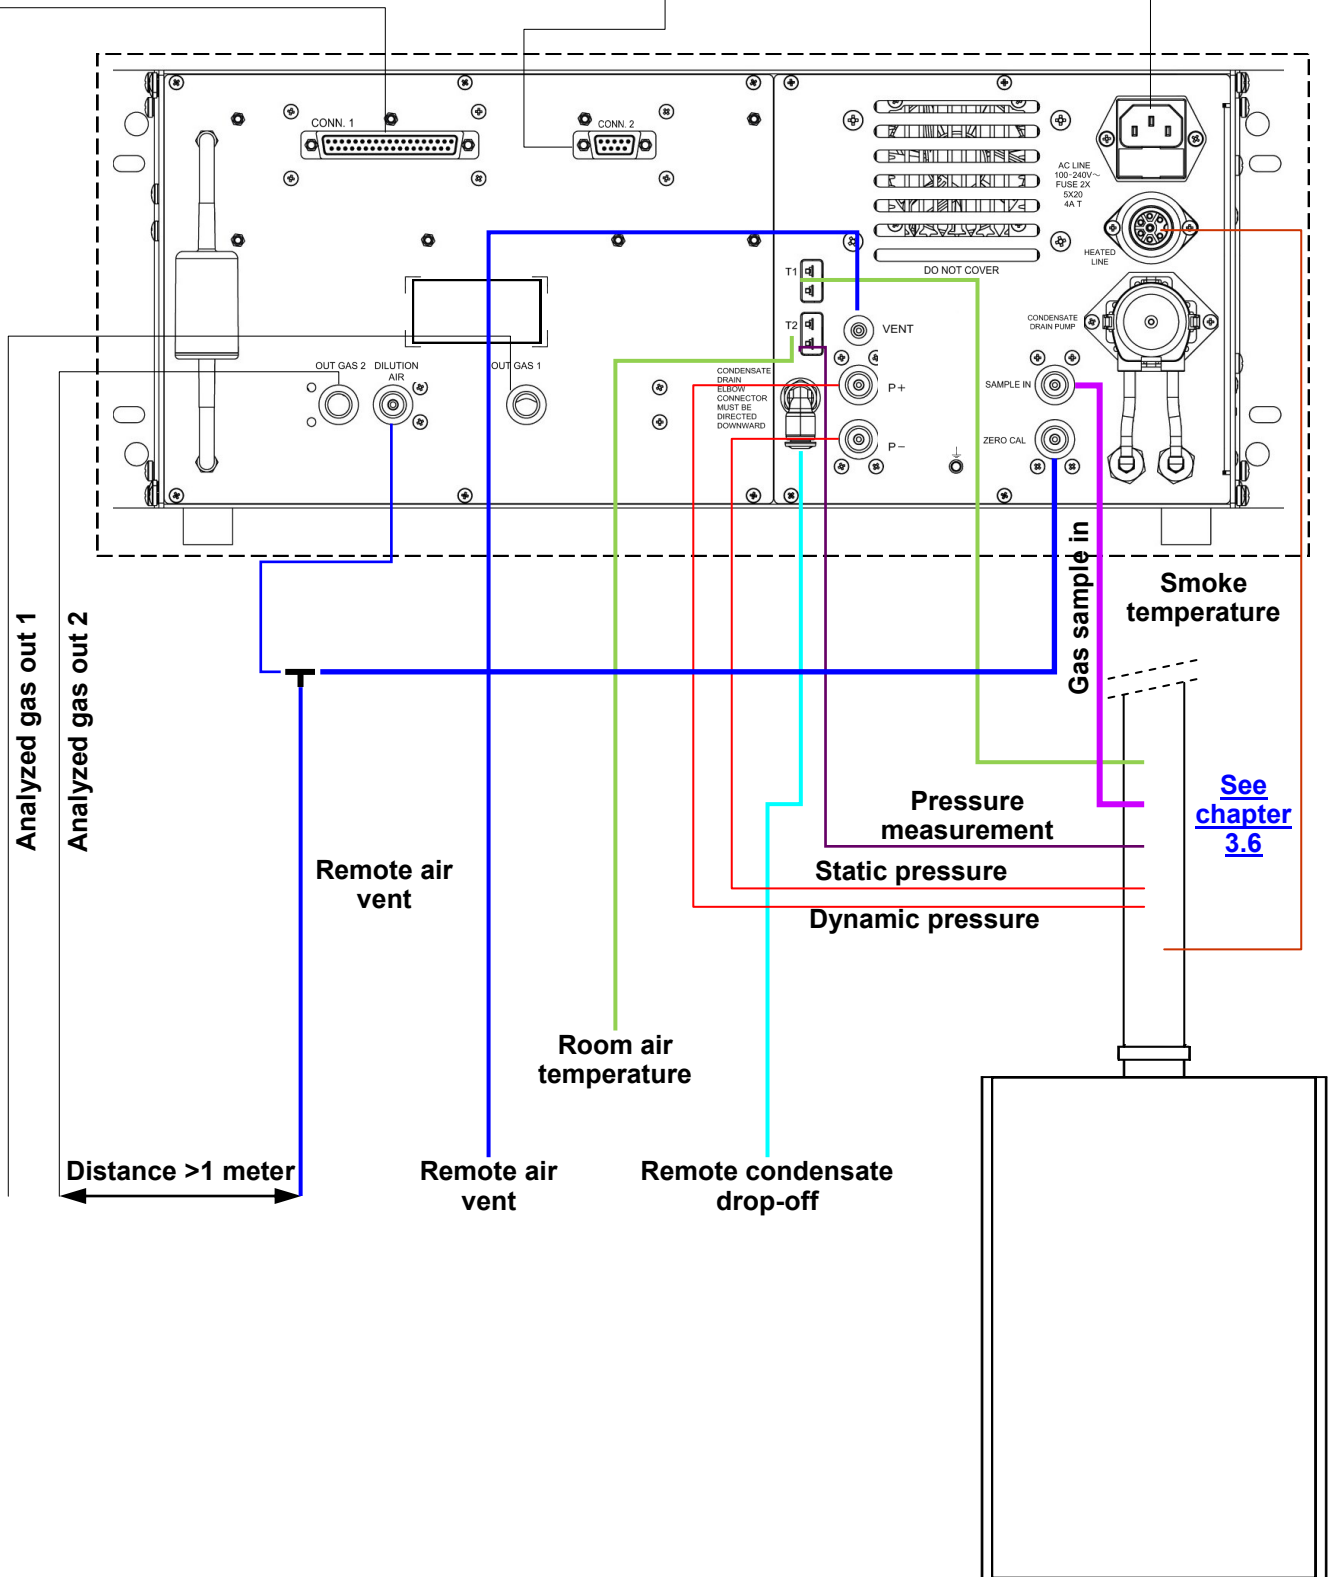 CONN. 1
CONN. 2
AC LINE
100-240V~
FUSE 2X
5X20
4A T
HEATED
LINE
DO NOT COVER
T1
T2
VENT
CONDENSATE
DRAIN PUMP
OUT GAS 2
DILUTION
AIR
OUT GAS 1
CONDENSATE
DRAIN
ELBOW
CONNECTOR
MUST BE
DIRECTED
DOWNWARD
P+
P-
SAMPLE IN
ZERO CAL
Analyzed gas out 1
Analyzed gas out 2
Gas sample in
Smoke
temperature
See
chapter
3.6
Pressure
measurement
Static pressure
Dynamic pressure
Remote air
vent
Room air
temperature
Distance >1 meter
Remote air
vent
Remote condensate
drop-off